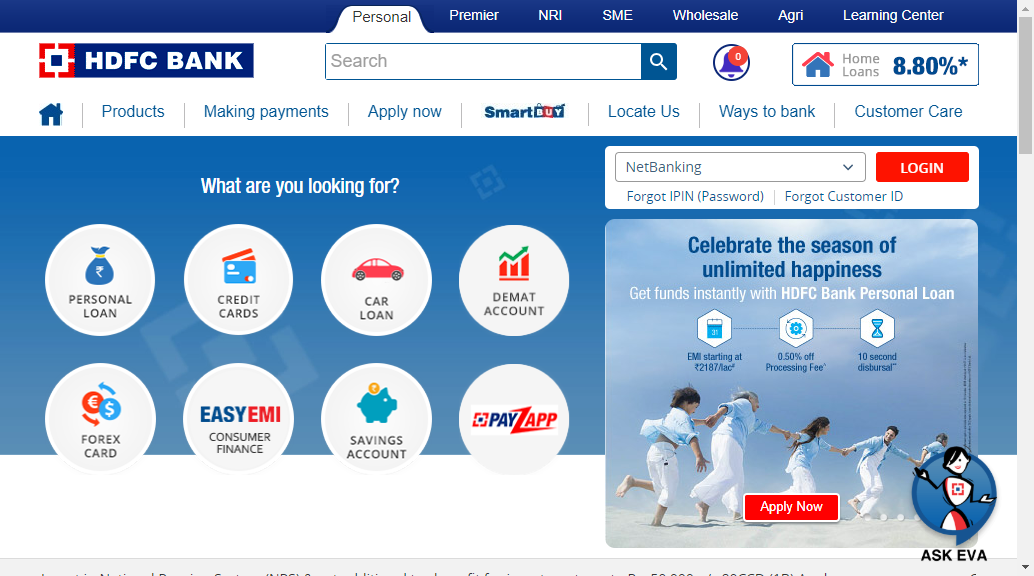 Personal
Premier
NRI
SME
Wholesale
Agri
Learning Center
HDFC BANK
Search
0
Home
Loans
8.80%*
Products
Making payments
Apply now
SmartBUY
Locate Us
Ways to bank
Customer Care
What are you looking for?
NetBanking
LOGIN
Forgot IPIN (Password)
Forgot Customer ID
PERSONAL
LOAN
CREDIT
CARDS
CAR
LOAN
DEMAT
ACCOUNT
FOREX
CARD
EASYEMI
CONSUMER
FINANCE
SAVINGS
ACCOUNT
PAYZAPP
Celebrate the season of
unlimited happiness
Get funds instantly with HDFC Bank Personal Loan
31
EMI starting at
₹2187/lac#
0.50% off
Processing Fee^
10 second
disbursal**
Apply Now
ASK EVA